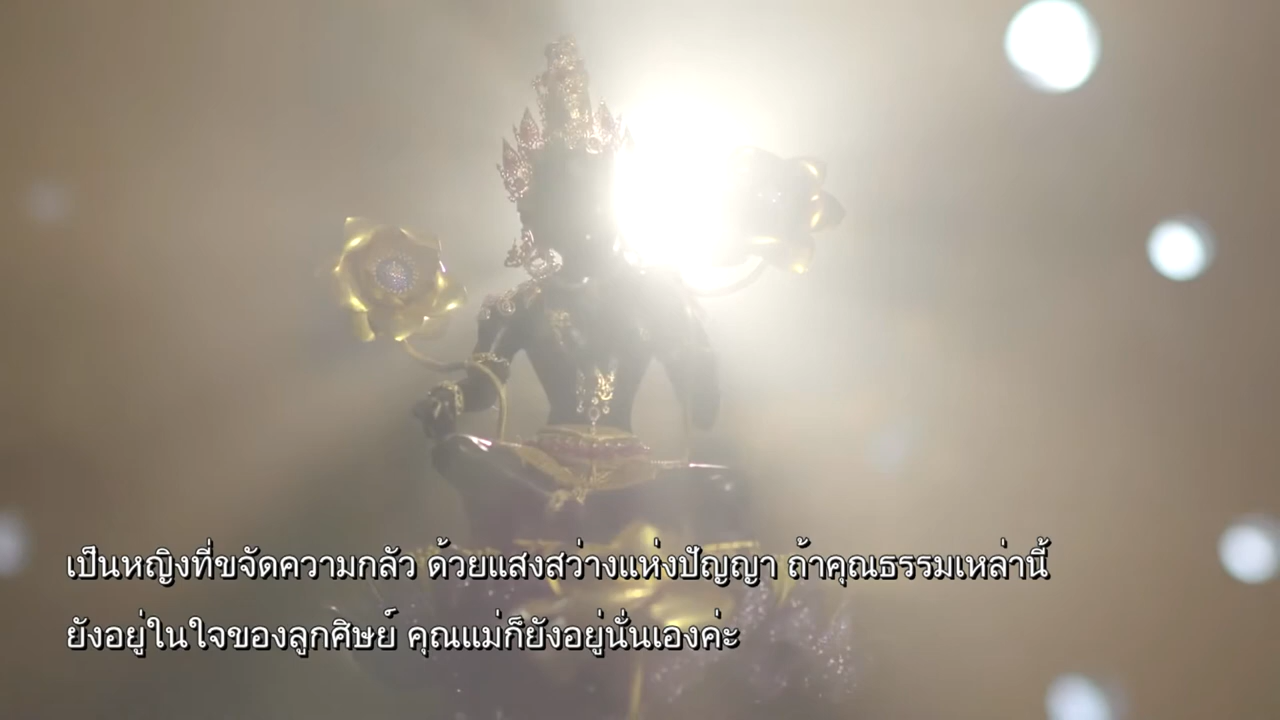 เป็นหญิงที่ขจัดความกลัว ด้วยแสงสว่างแห่งปัญญา ถ้าคุณธรรมเหล่านี้
ยังอยู่ในใจของลูกศิษย์ คุณแม่ก็ยังอยู่นั่นเองค่ะ